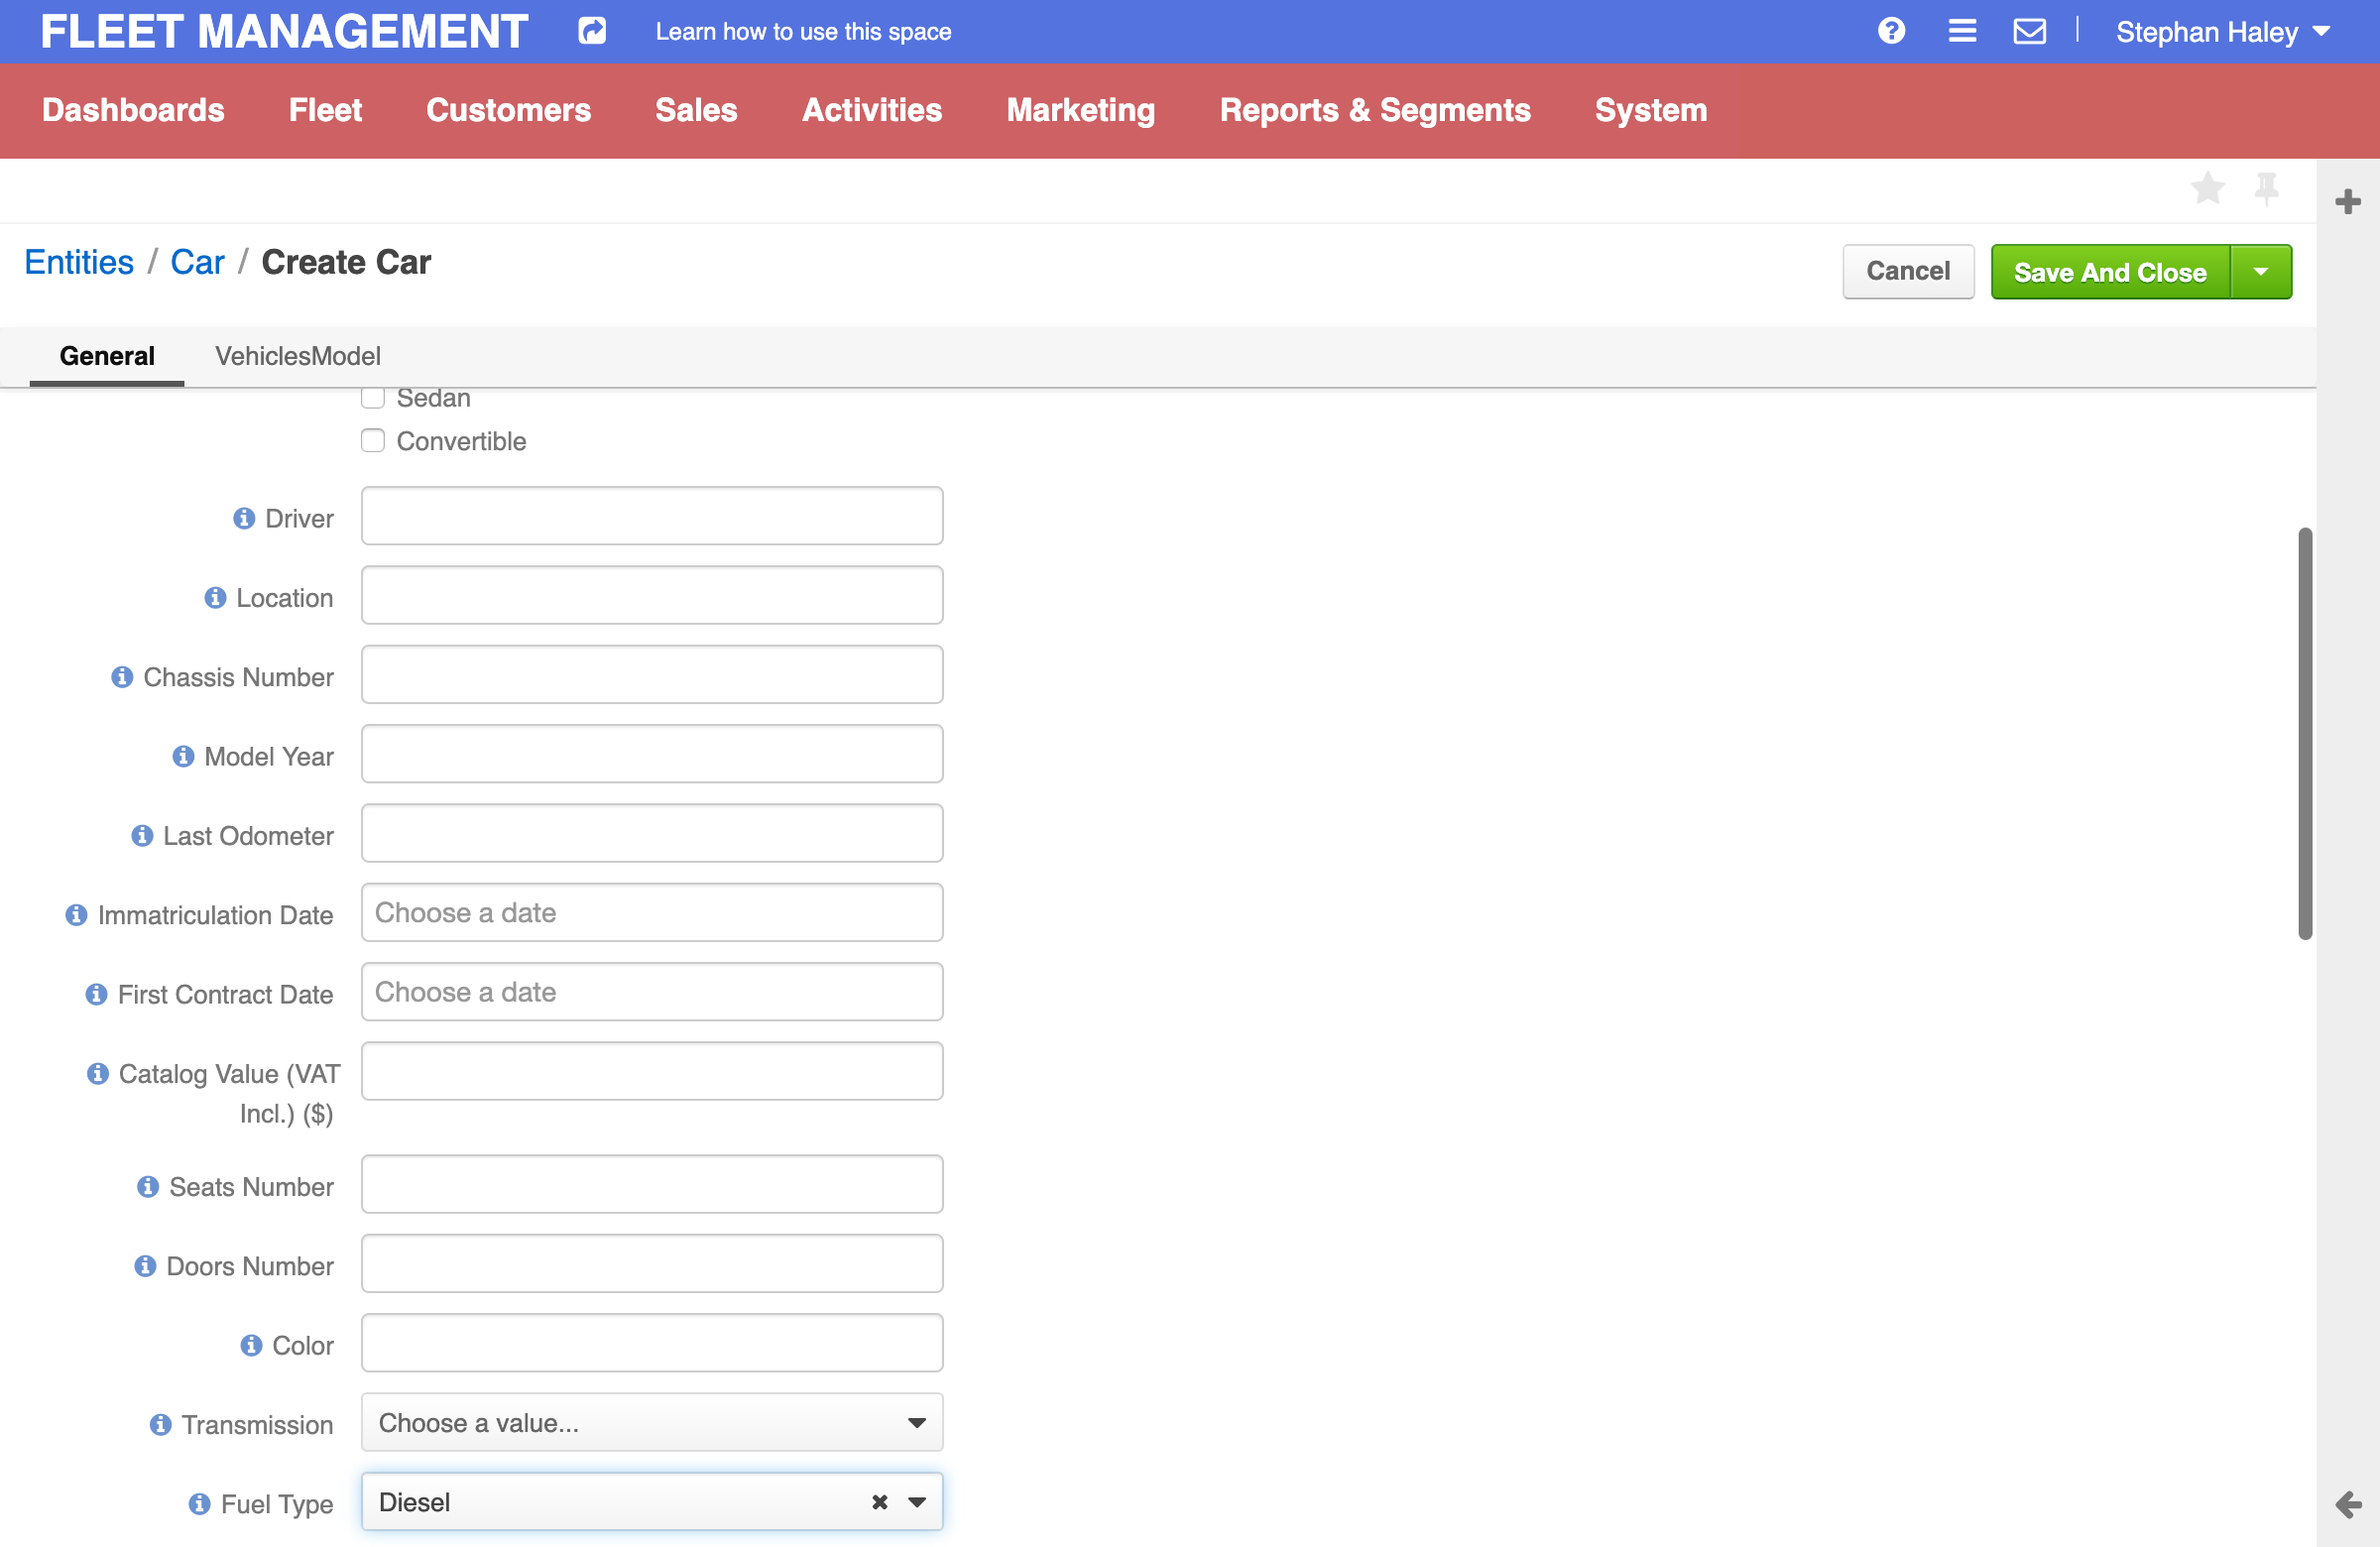 FLEET MANAGEMENT Learn how to use this space Stephan Haley
Dashboards Fleet Customers Sales Activities Marketing Reports & Segments System
Entities / Car / Create Car Cancel Save And Close
General VehiclesModel
Sedan
Convertible
Driver
Location
Chassis Number
Model Year
Last Odometer
Immatriculation Date Choose a date
First Contract Date Choose a date
Catalog Value (VAT
Incl.) ($)
Seats Number
Doors Number
Color
Transmission Choose a value...
Fuel Type Diesel